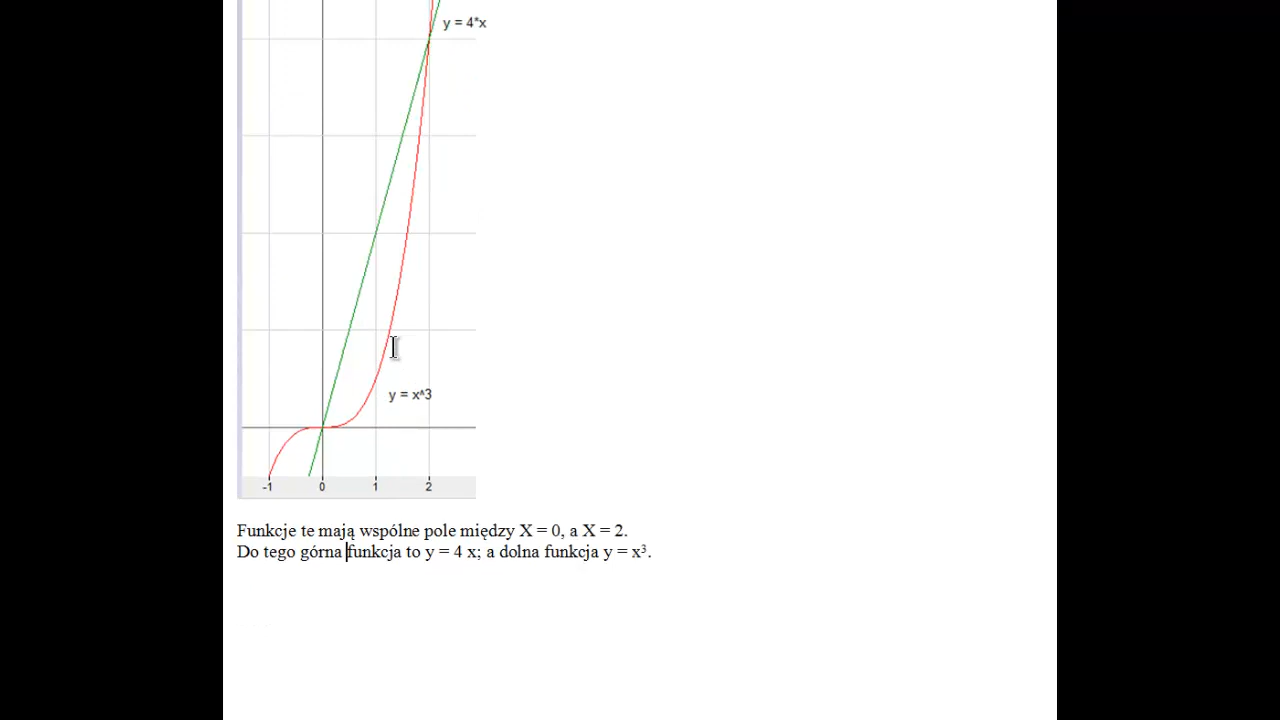 y = 4*x
y = x^3
-1 0 1 2
Funkcje te mają wspólne pole między X = 0, a X = 2.
Do tego górna funkcja to y = 4 x; a dolna funkcja y = x³.